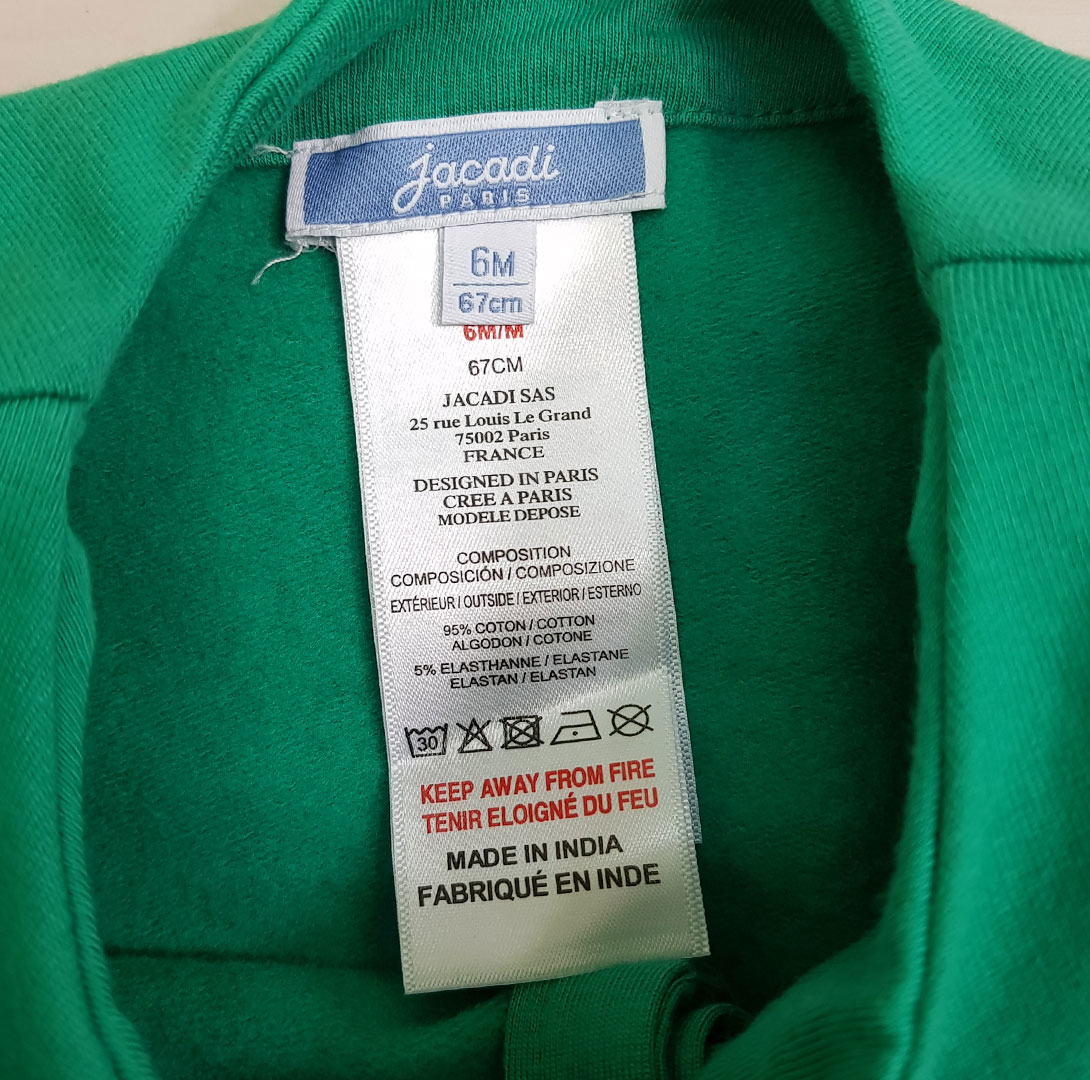 jacadi
PARIS
6M
67cm
6M/M
67CM
JACADI SAS
25 rue Louis Le Grand
75002 Paris
FRANCE
DESIGNED IN PARIS
CREE A PARIS
MODELE DEPOSE
COMPOSITION
COMPOSICIÓN / COMPOSIZIONE
EXTÉRIEUR / OUTSIDE / EXTERIOR / ESTERNO
95% COTON / COTTON
ALGODON / COTONE
5% ELASTHANNE / ELASTANE
ELASTAN / ELASTAN
30
KEEP AWAY FROM FIRE
TENIR ELOIGNÉ DU FEU
MADE IN INDIA
FABRIQUÉ EN INDE